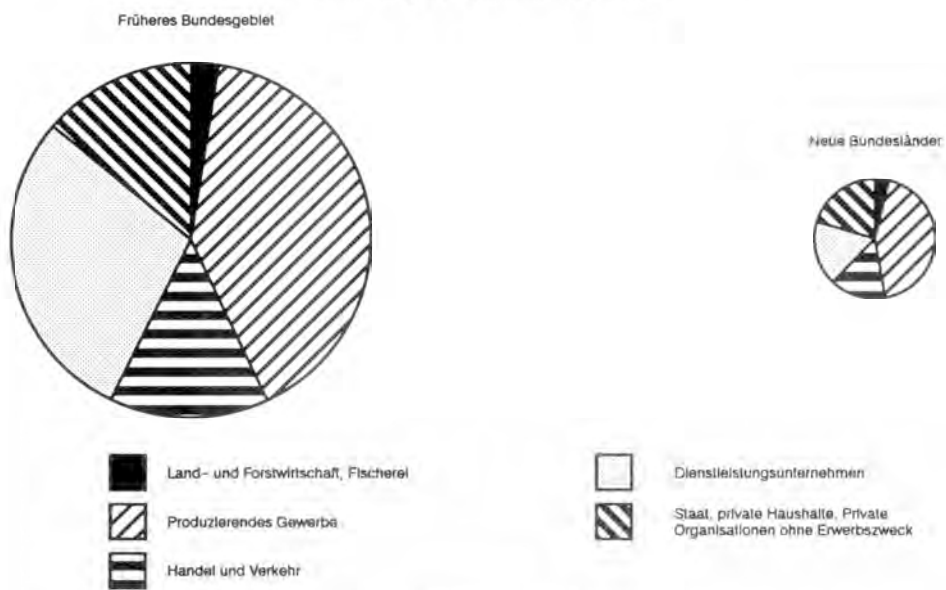 Früheres Bundesgebiet
Neue Bundesländer
Land- und Forstwirtschaft, Fischerei
Produzierendes Gewerbe
Handel und Verkehr
Dienstleistungsunternehmen
Staat, private Haushalte, Private
Organisationen ohne Erwerbszweck